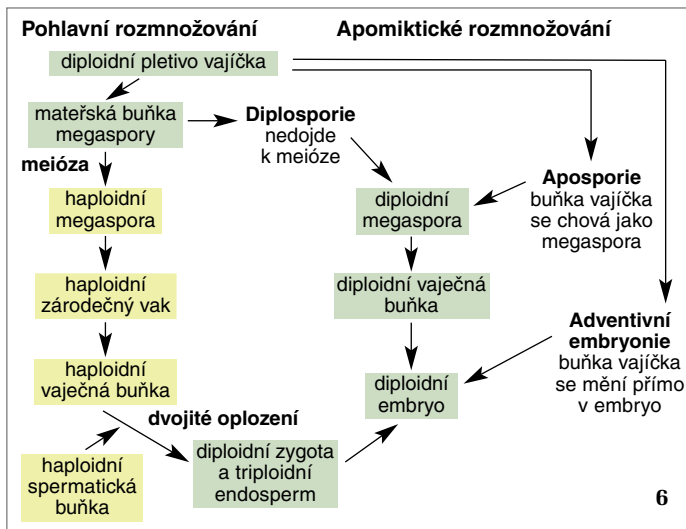 Pohlavní rozmnožování
Apomiktické rozmnožování
diploidní pletivo vajíčka
mateřská buňka
megaspory
Diplosporie
nedojde
k meióze
meióza
haploidní
megaspora
diploidní
megaspora
Aposporie
buňka vajíčka
se chová jako
megaspora
haploidní
zárodečný vak
diploidní vaječná
buňka
haploidní
vaječná buňka
diploidní
embryo
Adventivní
embryonie
buňka vajíčka
se mění přímo
v embryo
dvojité oplození
haploidní
spermatická
buňka
diploidní zygota
a triploidní
endosperm
6